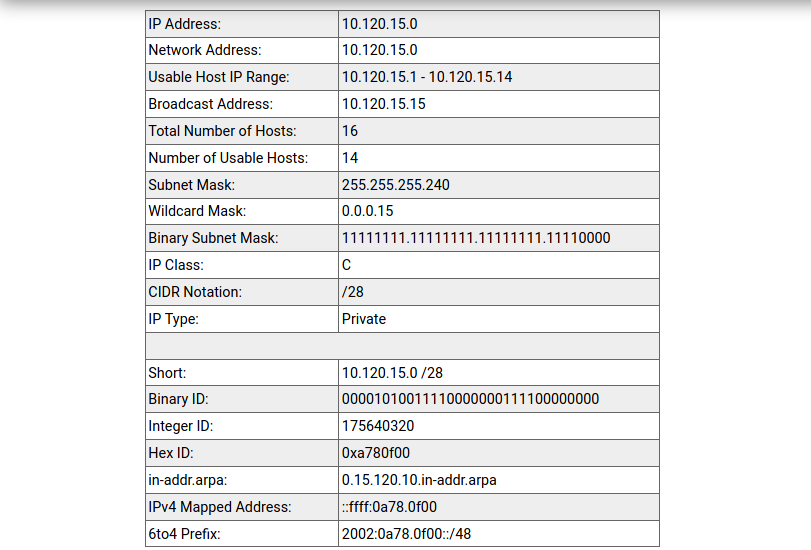 IP Address: 10.120.15.0
Network Address: 10.120.15.0
Usable Host IP Range: 10.120.15.1 - 10.120.15.14
Broadcast Address: 10.120.15.15
Total Number of Hosts: 16
Number of Usable Hosts: 14
Subnet Mask: 255.255.255.240
Wildcard Mask: 0.0.0.15
Binary Subnet Mask: 11111111.11111111.11111111.11110000
IP Class: C
CIDR Notation: /28
IP Type: Private
Short: 10.120.15.0 /28
Binary ID: 00001010011110000000111100000000
Integer ID: 175640320
Hex ID: 0xa780f00
in-addr.arpa: 0.15.120.10.in-addr.arpa
IPv4 Mapped Address: ::ffff:0a78.0f00
6to4 Prefix: 2002:0a78.0f00::/48